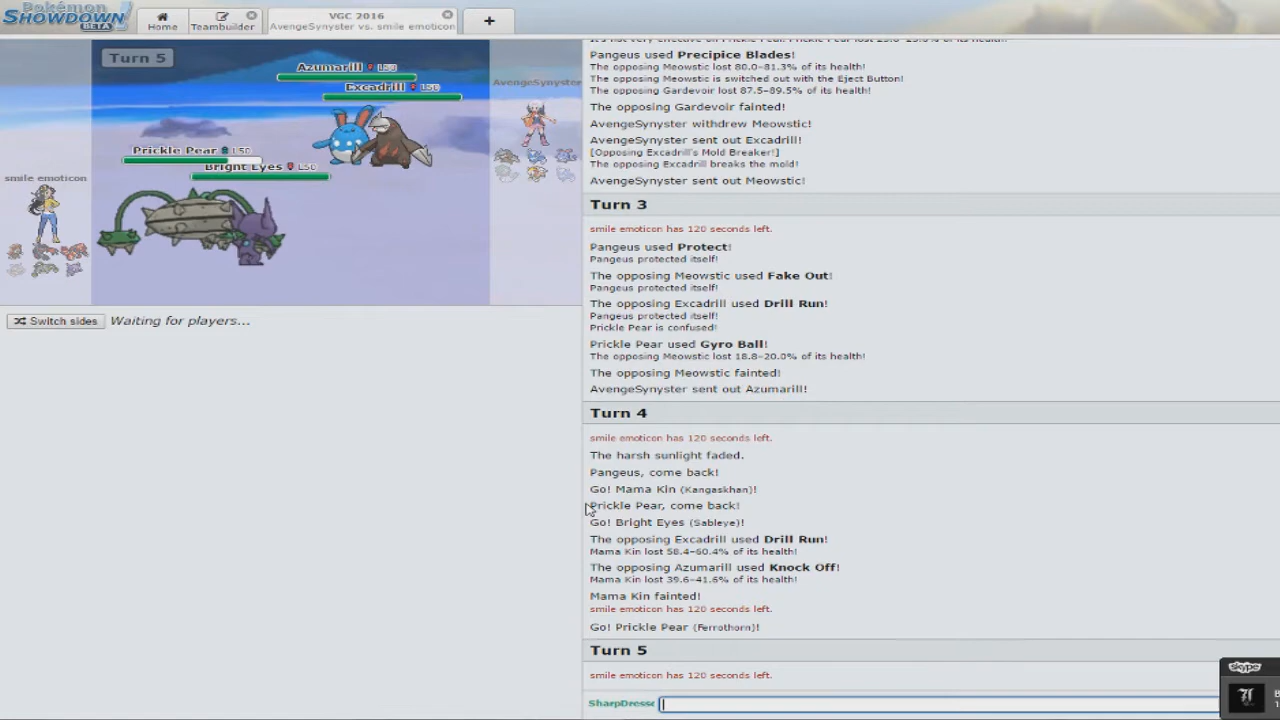 Pokémon
SHOWDOWN
BETA
Home
Teambuilder
VGC 2016
AvengeSynyster vs. smile emoticon
+
Turn 5
Azumarill L50
Excadrill L50
AvengeSynyster
Prickle Pear L50
Bright Eyes L50
smile emoticon
Switch sides
Waiting for players...
Pangeus used Precipice Blades!
The opposing Meowstic lost 80.0–81.3% of its health!
The opposing Meowstic is switched out with the Eject Button!
The opposing Gardevoir lost 87.5–89.5% of its health!
The opposing Gardevoir fainted!
AvengeSynyster withdrew Meowstic!
AvengeSynyster sent out Excadrill!
[Opposing Excadrill's Mold Breaker!]
The opposing Excadrill breaks the mold!
AvengeSynyster sent out Meowstic!
Turn 3
smile emoticon has 120 seconds left.
Pangeus used Protect!
Pangeus protected itself!
The opposing Meowstic used Fake Out!
Pangeus protected itself!
The opposing Excadrill used Drill Run!
Pangeus protected itself!
Prickle Pear is confused!
Prickle Pear used Gyro Ball!
The opposing Meowstic lost 18.8–20.0% of its health!
The opposing Meowstic fainted!
AvengeSynyster sent out Azumarill!
Turn 4
smile emoticon has 120 seconds left.
The harsh sunlight faded.
Pangeus, come back!
Go! Mama Kin (Kangaskhan)!
Prickle Pear, come back!
Go! Bright Eyes (Sableye)!
The opposing Excadrill used Drill Run!
Mama Kin lost 58.4–60.4% of its health!
The opposing Azumarill used Knock Off!
Mama Kin lost 39.6–41.6% of its health!
Mama Kin fainted!
smile emoticon has 120 seconds left.
Go! Prickle Pear (Ferrothorn)!
Turn 5
smile emoticon has 120 seconds left.
SharpDresse
skype